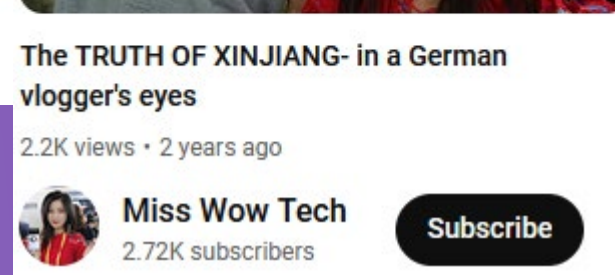 The TRUTH OF XINJIANG- in a German
vlogger's eyes
2.2K views • 2 years ago
Miss Wow Tech
2.72K subscribers
Subscribe